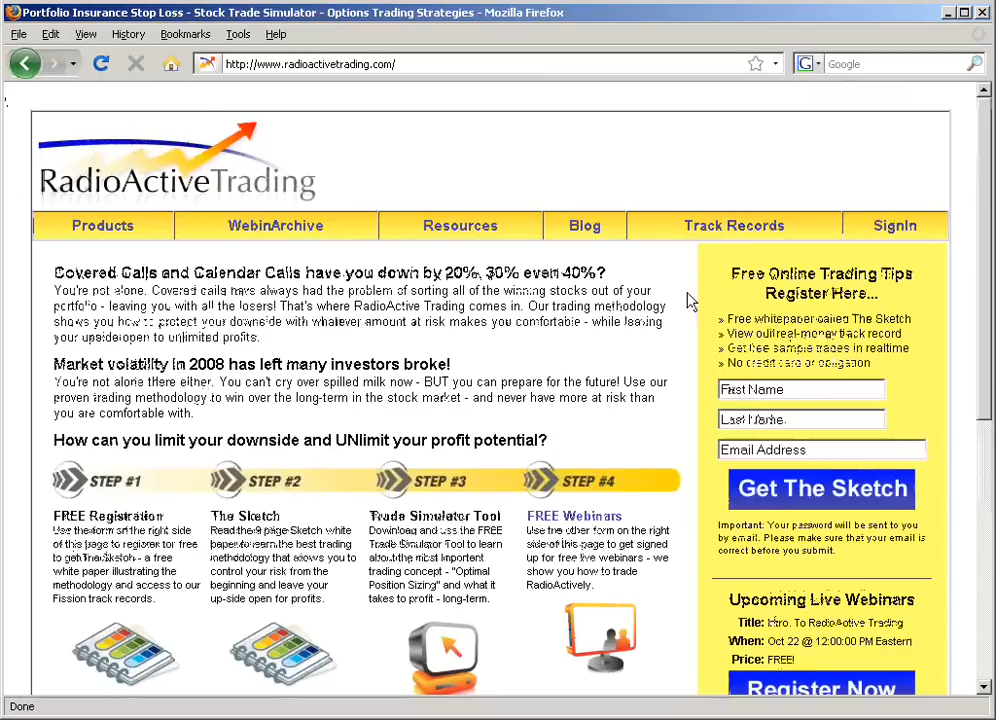 Portfolio Insurance Stop Loss - Stock Trade Simulator - Options Trading Strategies - Mozilla Firefox
File Edit View History Bookmarks Tools Help
http://www.radioactivetrading.com/ Google
RadioActiveTrading
Products WebinArchive Resources Blog Track Records SignIn
Covered Calls and Calendar Calls have you down by 20%, 30% even 40%?
You're not alone. Covered calls have always had the problem of sorting all of the winning stocks out of your
portfolio - leaving you with all the losers! That's where RadioActive Trading comes in. Our trading methodology
shows you how to protect your downside with whatever amount at risk makes you comfortable - while leaving
your upside open to unlimited profits.
Market volatility in 2008 has left many investors broke!
You're not alone there either. You can't cry over spilled milk now - BUT you can prepare for the future! Use our
proven trading methodology to win over the long-term in the stock market - and never have more at risk than
you are comfortable with.
How can you limit your downside and UNlimit your profit potential?
STEP #1 STEP #2 STEP #3 STEP #4
FREE Registration
Use the form at the right side
of this page to register for free
to get The Sketch - a free
white paper illustrating the
methodology and access to our
Fission track records.
The Sketch
Read the 9 page Sketch white
paper to learn the best trading
methodology that allows you to
control your risk from the
beginning and leave your
up-side open for profits.
Trade Simulator Tool
Download and use the FREE
Trade Simulator Tool to learn
about the most important
trading concept - "Optimal
Position Sizing" and what it
takes to profit - long-term.
FREE Webinars
Use the other form on the right
side of this page to get signed
up for free live webinars - we
show you how to trade
RadioActively.
Free Online Trading Tips
Register Here...
» Free whitepaper called The Sketch
» View our real-money track record
» Get free sample trades in realtime
» No credit card or obligation
First Name
Last Name
Email Address
Get The Sketch
Important: Your password will be sent to you
by email. Please make sure that your email is
correct before you submit.
Upcoming Live Webinars
Title: Intro. To RadioActive Trading
When: Oct 22 @ 12:00:00 PM Eastern
Price: FREE!
Register Now
Done